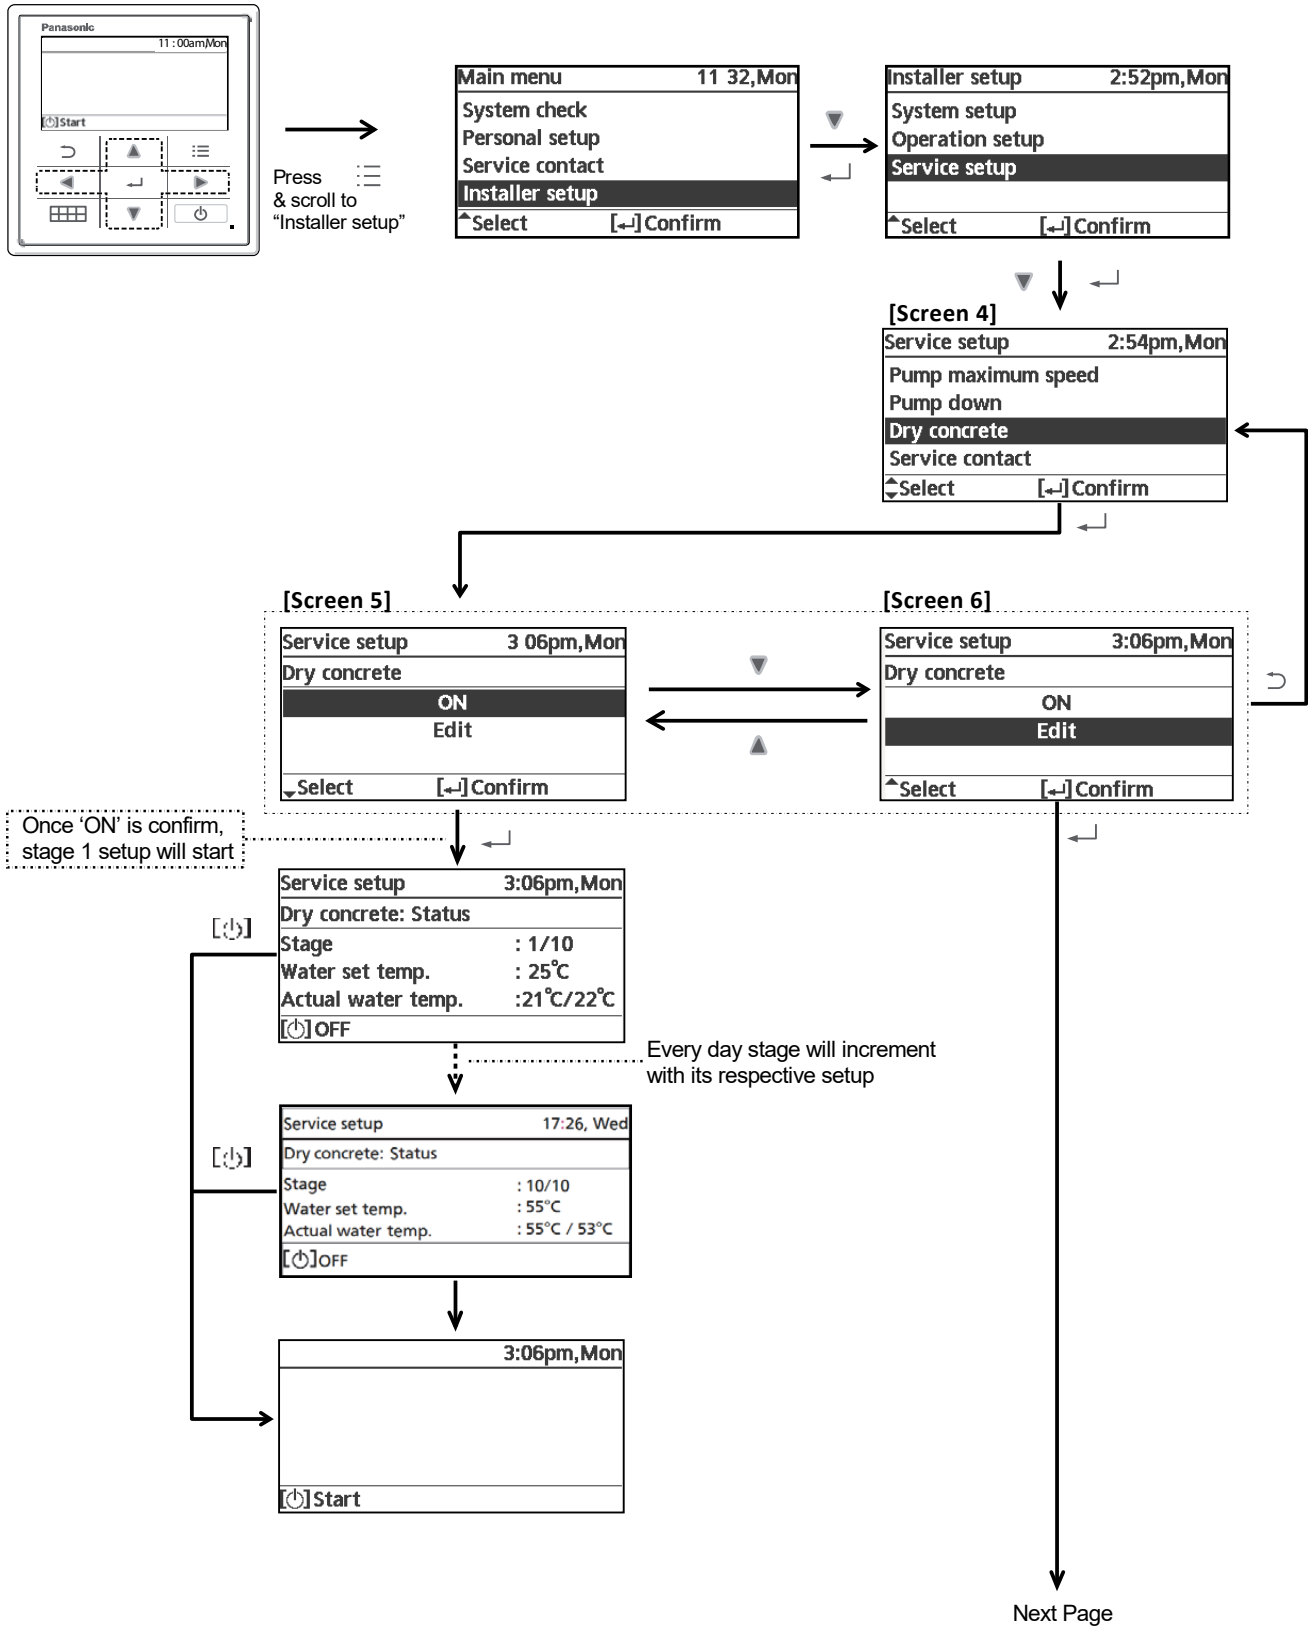 Panasonic
11 : 00am,Mon
[⏻]Start
Press
& scroll to
“Installer setup”
Main menu 11 32,Mon
System check
Personal setup
Service contact
Installer setup
Select [↵]Confirm
Installer setup 2:52pm,Mon
System setup
Operation setup
Service setup
Select [↵]Confirm
[Screen 4]
Service setup 2:54pm,Mon
Pump maximum speed
Pump down
Dry concrete
Service contact
Select [↵]Confirm
[Screen 5]
Service setup 3 06pm,Mon
Dry concrete
ON
Edit
Select [↵]Confirm
[Screen 6]
Service setup 3:06pm,Mon
Dry concrete
ON
Edit
Select [↵]Confirm
Once ‘ON’ is confirm,
stage 1 setup will start
Service setup 3:06pm,Mon
Dry concrete: Status
Stage : 1/10
Water set temp. : 25°C
Actual water temp. :21°C/22°C
[⏻]OFF
[⏻]
Every day stage will increment
with its respective setup
Service setup 17:26, Wed
Dry concrete: Status
Stage : 10/10
Water set temp. : 55°C
Actual water temp. : 55°C / 53°C
[⏻]OFF
[⏻]
3:06pm,Mon
[⏻]Start
Next Page